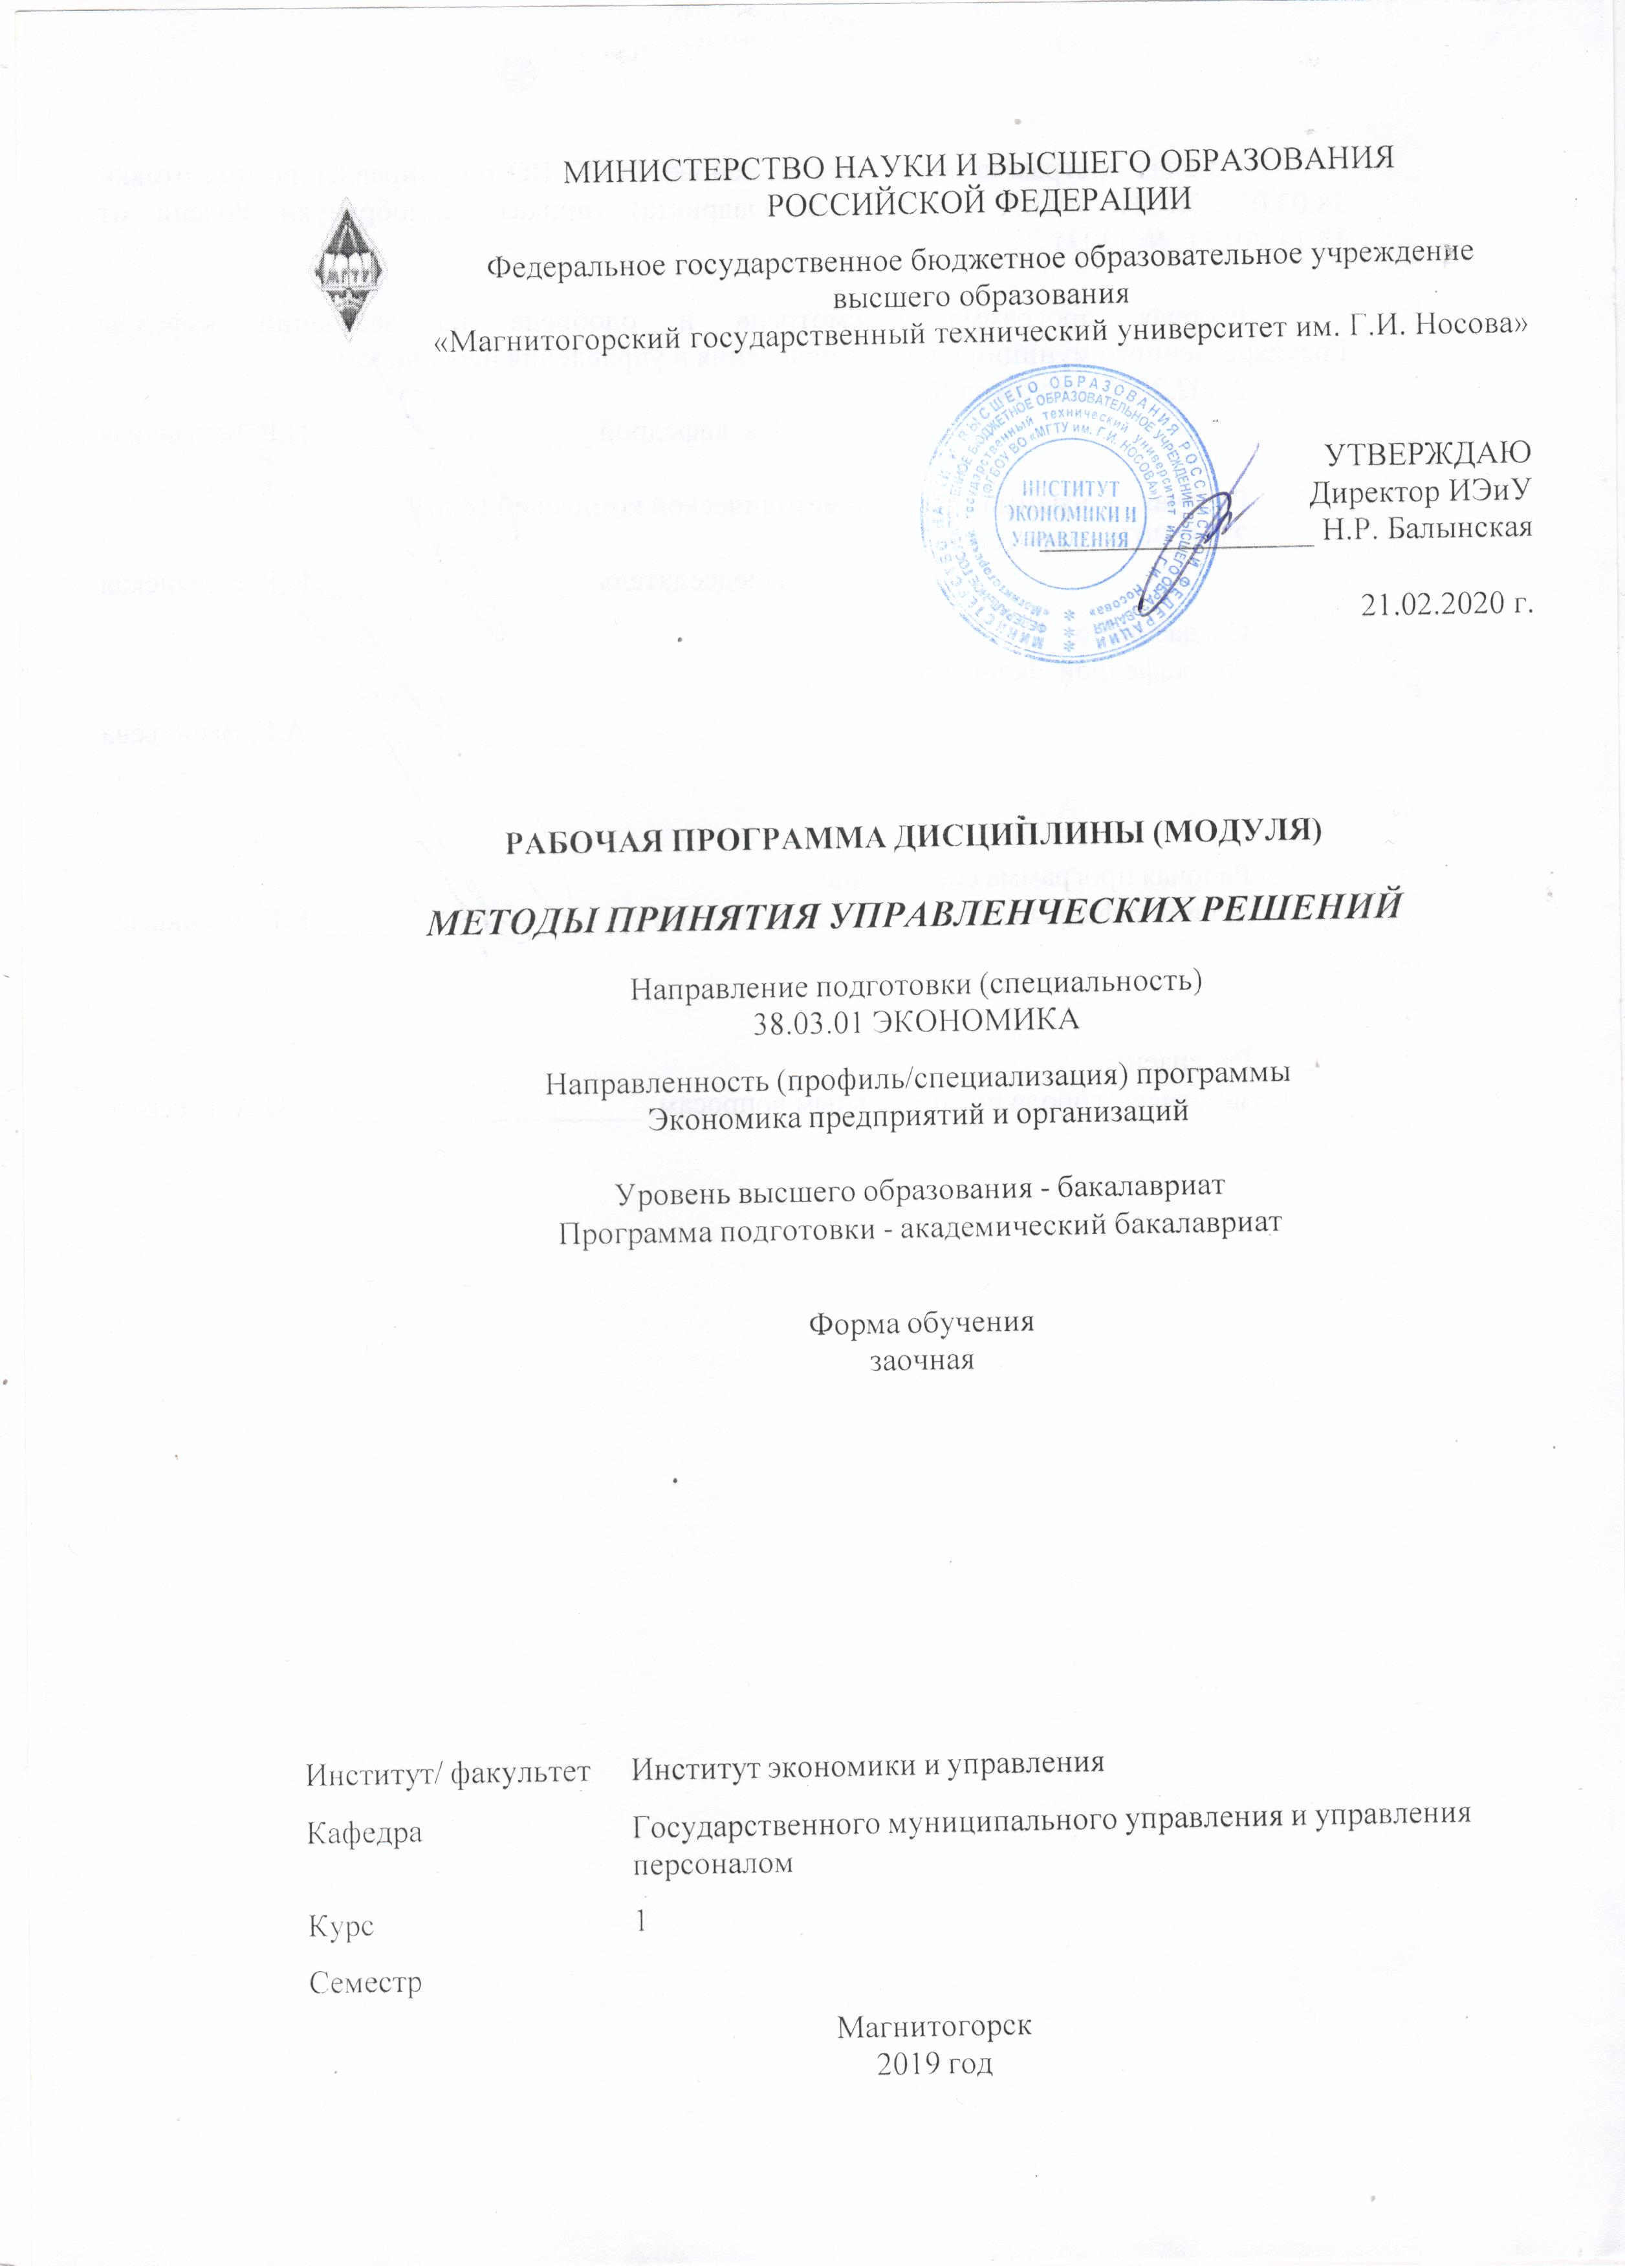 МИНИСТЕРСТВО НАУКИ И ВЫСШЕГО ОБРАЗОВАНИЯ
РОССИЙСКОЙ ФЕДЕРАЦИИ
МГТУ
Федеральное государственное бюджетное образовательное учреждение
высшего образования
«Магнитогорский государственный технический университет им. Г.И. Носова»
УТВЕРЖДАЮ
Директор ИЭиУ
Н.Р. Балынская
21.02.2020 г.
ИНСТИТУТ
ЭКОНОМИКИ И
УПРАВЛЕНИЯ
РАБОЧАЯ ПРОГРАММА ДИСЦИПЛИНЫ (МОДУЛЯ)
МЕТОДЫ ПРИНЯТИЯ УПРАВЛЕНЧЕСКИХ РЕШЕНИЙ
Направление подготовки (специальность)
38.03.01 ЭКОНОМИКА
Направленность (профиль/специализация) программы
Экономика предприятий и организаций
Уровень высшего образования - бакалавриат
Программа подготовки - академический бакалавриат
Форма обучения
заочная
Институт/ факультет Институт экономики и управления
Кафедра Государственного муниципального управления и управления
персоналом
Курс 1
Семестр
Магнитогорск
2019 год